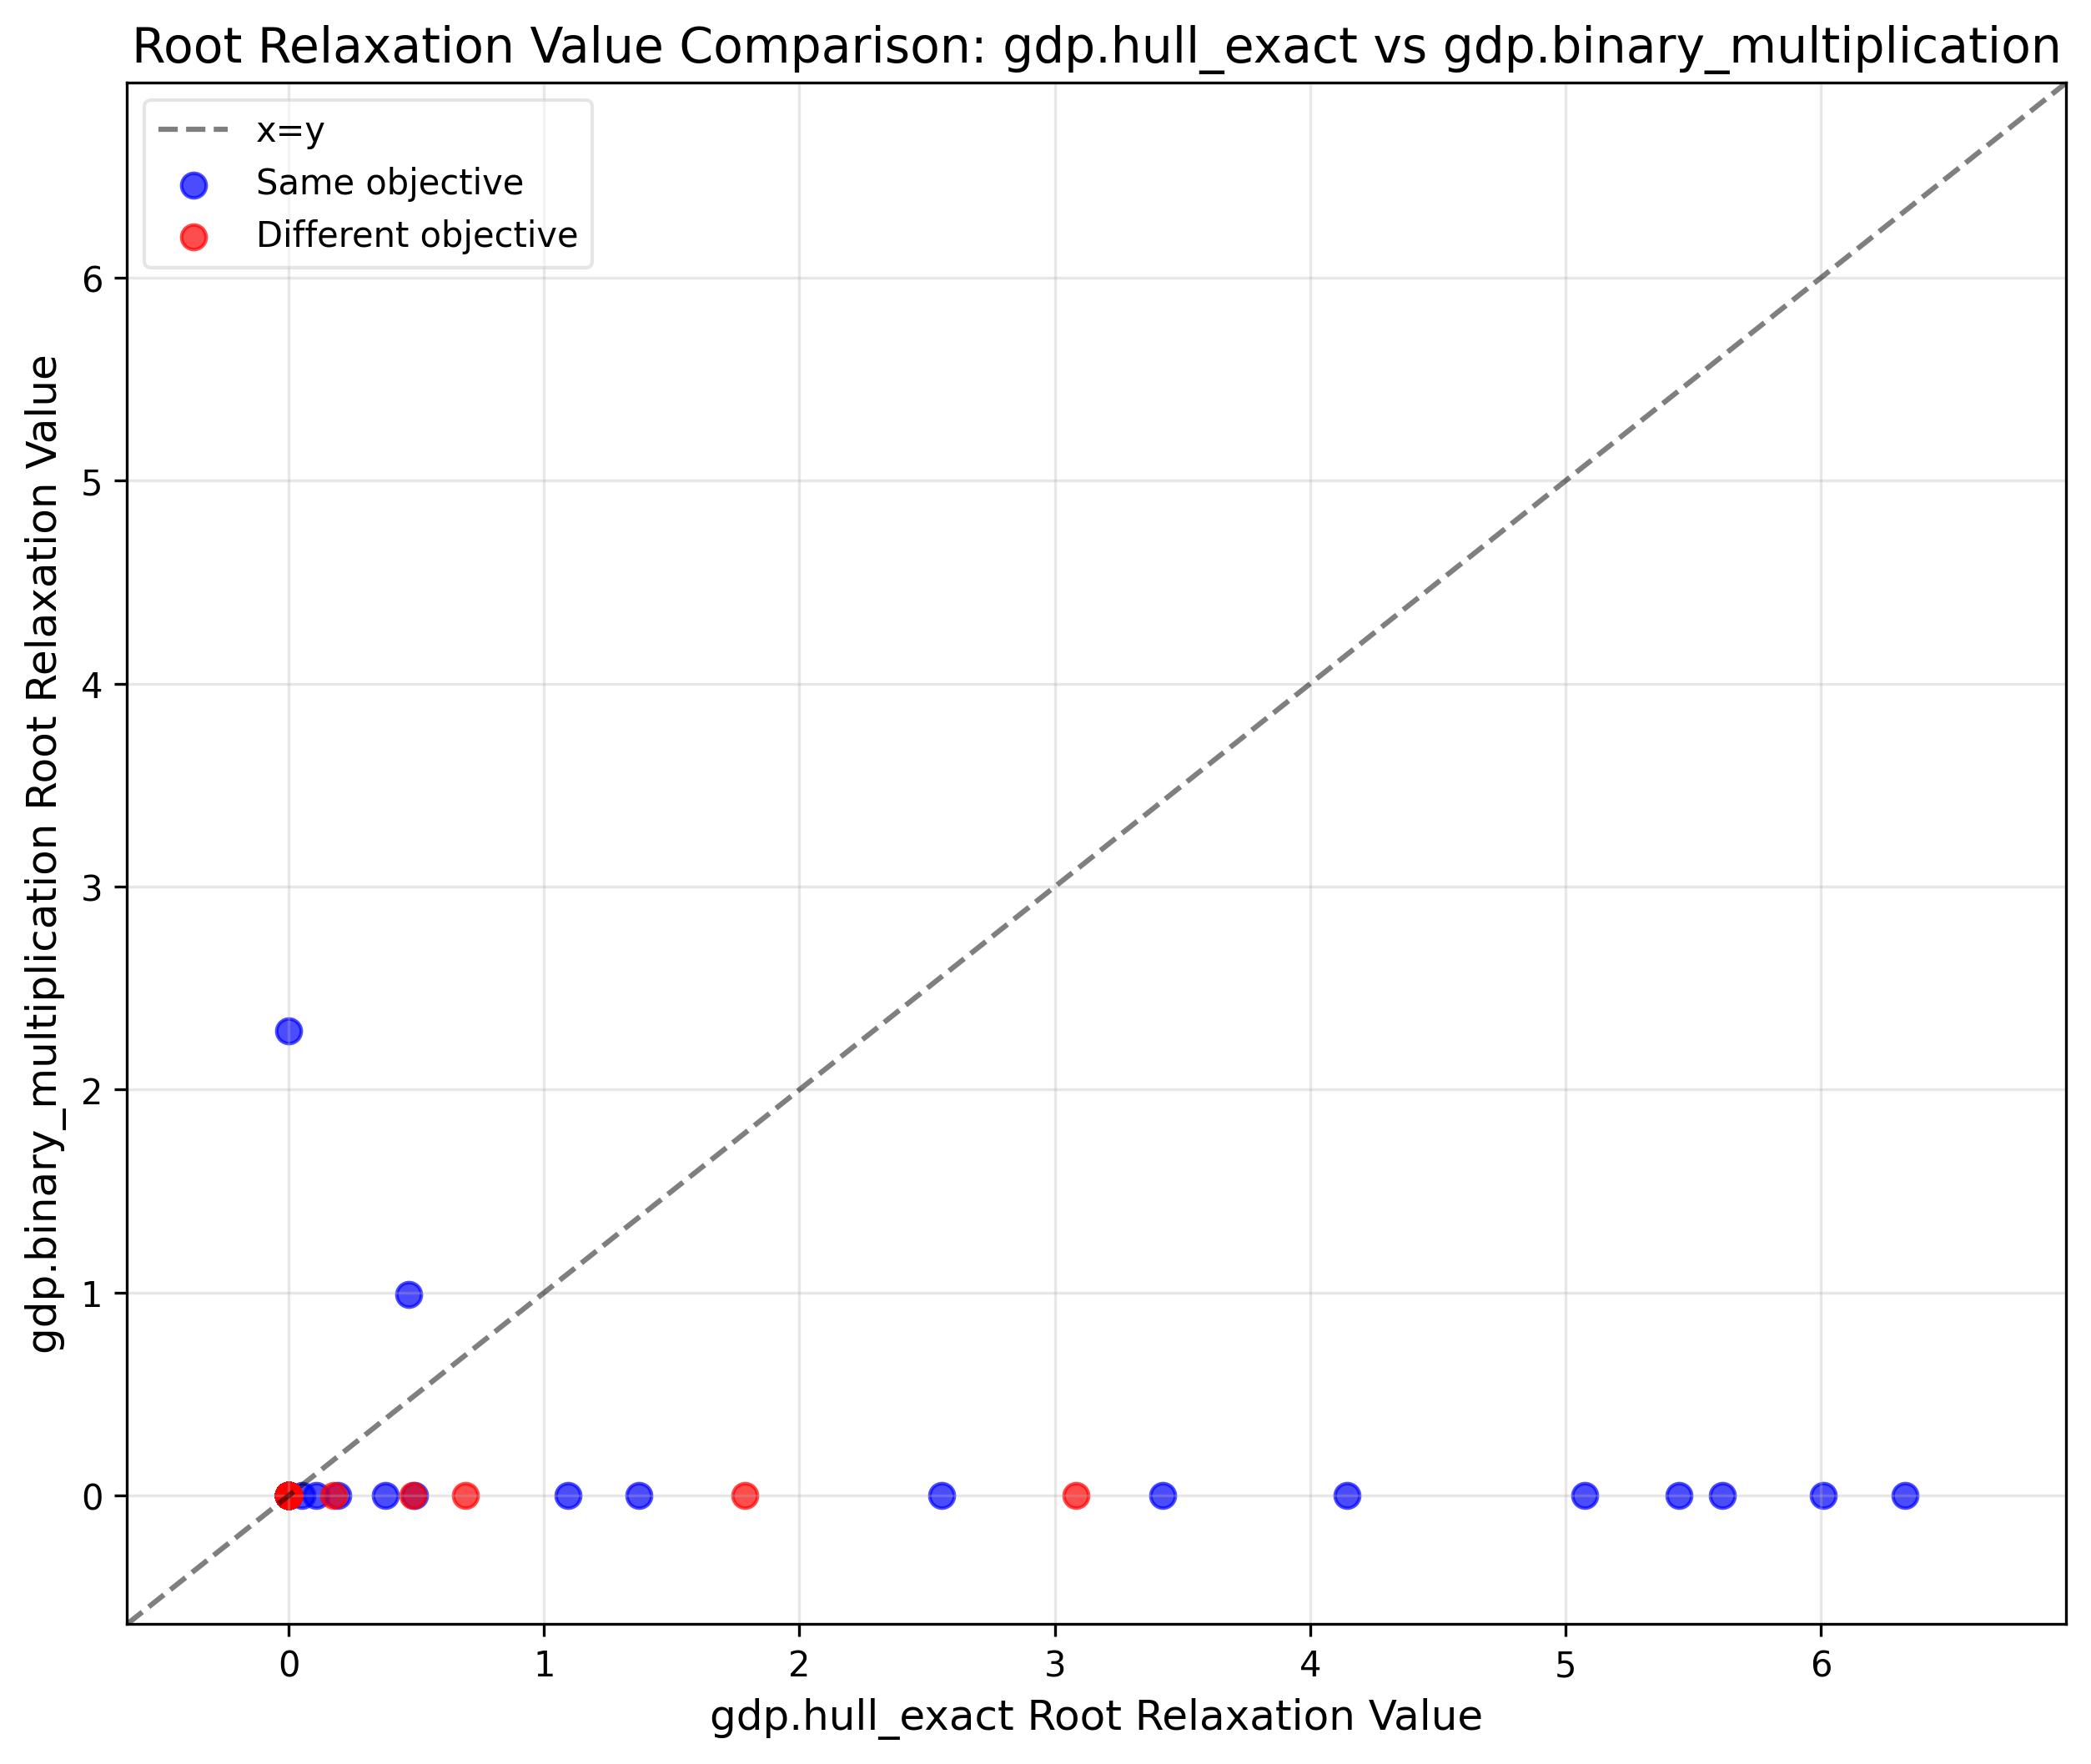 Root Relaxation Value Comparison: gdp.hull_exact vs gdp.binary_multiplication
x=y
Same objective
Different objective
gdp.binary_multiplication Root Relaxation Value
6
5
4
3
2
1
0
0 1 2 3 4 5 6
gdp.hull_exact Root Relaxation Value